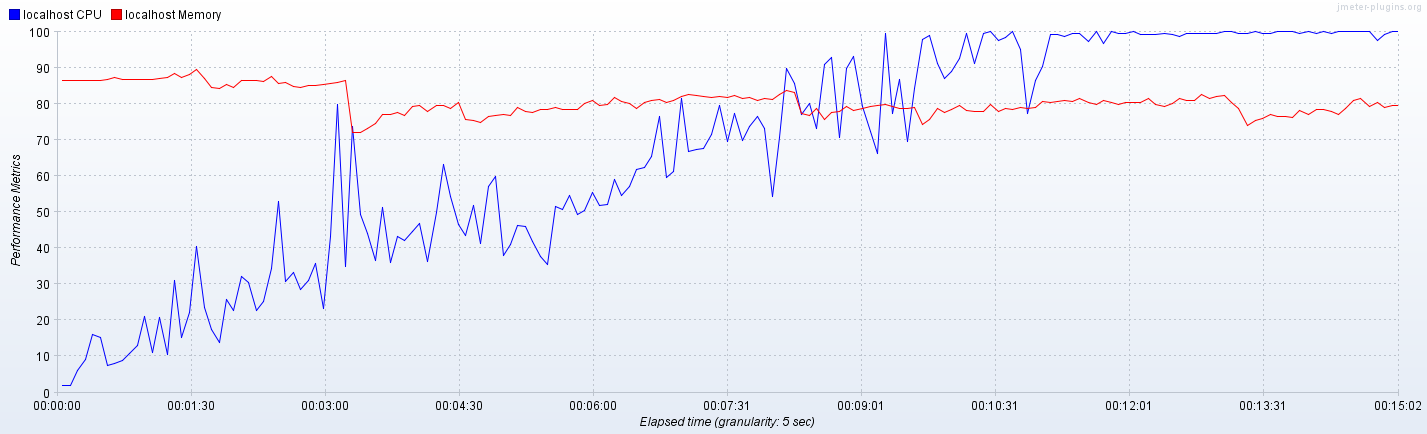 localhost CPU localhost Memory
jmeter-plugins.org
100
90
80
70
60
50
40
30
20
10
0
Performance Metrics
00:00:00 00:01:30 00:03:00 00:04:30 00:06:00 00:07:31 00:09:01 00:10:31 00:12:01 00:13:31 00:15:02
Elapsed time (granularity: 5 sec)